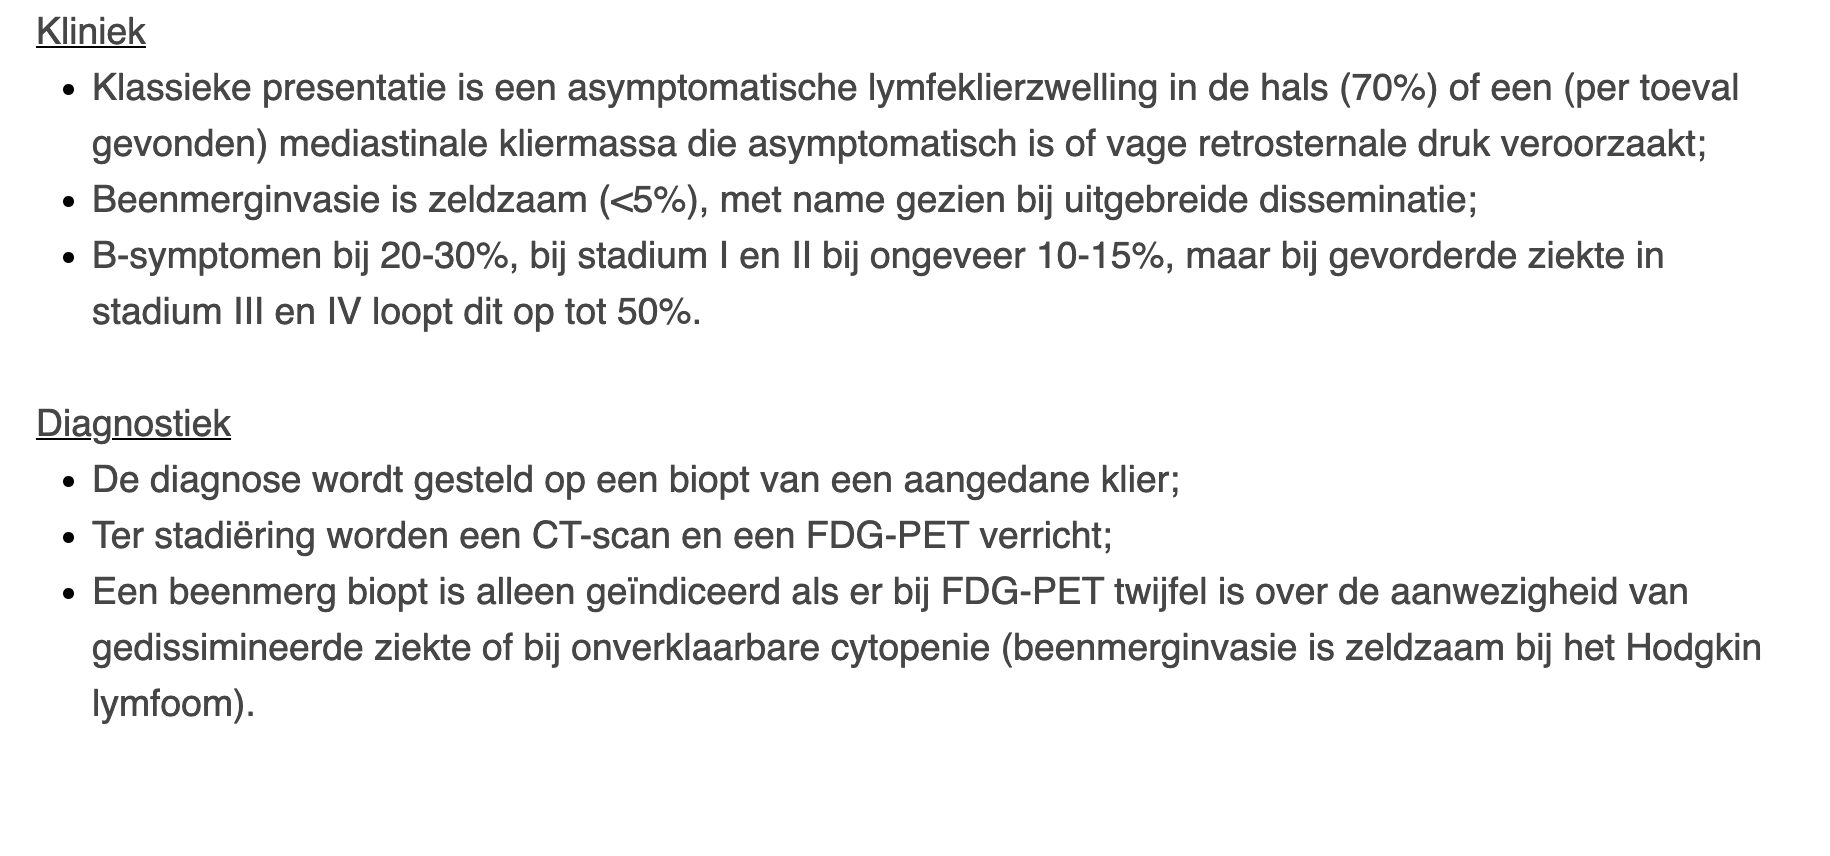 Kliniek
• Klassieke presentatie is een asymptomatische lymfeklierzwelling in de hals (70%) of een (per toeval
gevonden) mediastinale kliermassa die asymptomatisch is of vage retrosternale druk veroorzaakt;
• Beenmerginvasie is zeldzaam (<5%), met name gezien bij uitgebreide disseminatie;
• B-symptomen bij 20-30%, bij stadium I en II bij ongeveer 10-15%, maar bij gevorderde ziekte in
stadium III en IV loopt dit op tot 50%.
Diagnostiek
• De diagnose wordt gesteld op een biopt van een aangedane klier;
• Ter stadiëring worden een CT-scan en een FDG-PET verricht;
• Een beenmerg biopt is alleen geïndiceerd als er bij FDG-PET twijfel is over de aanwezigheid van
gedissimineerde ziekte of bij onverklaarbare cytopenie (beenmerginvasie is zeldzaam bij het Hodgkin
lymfoom).